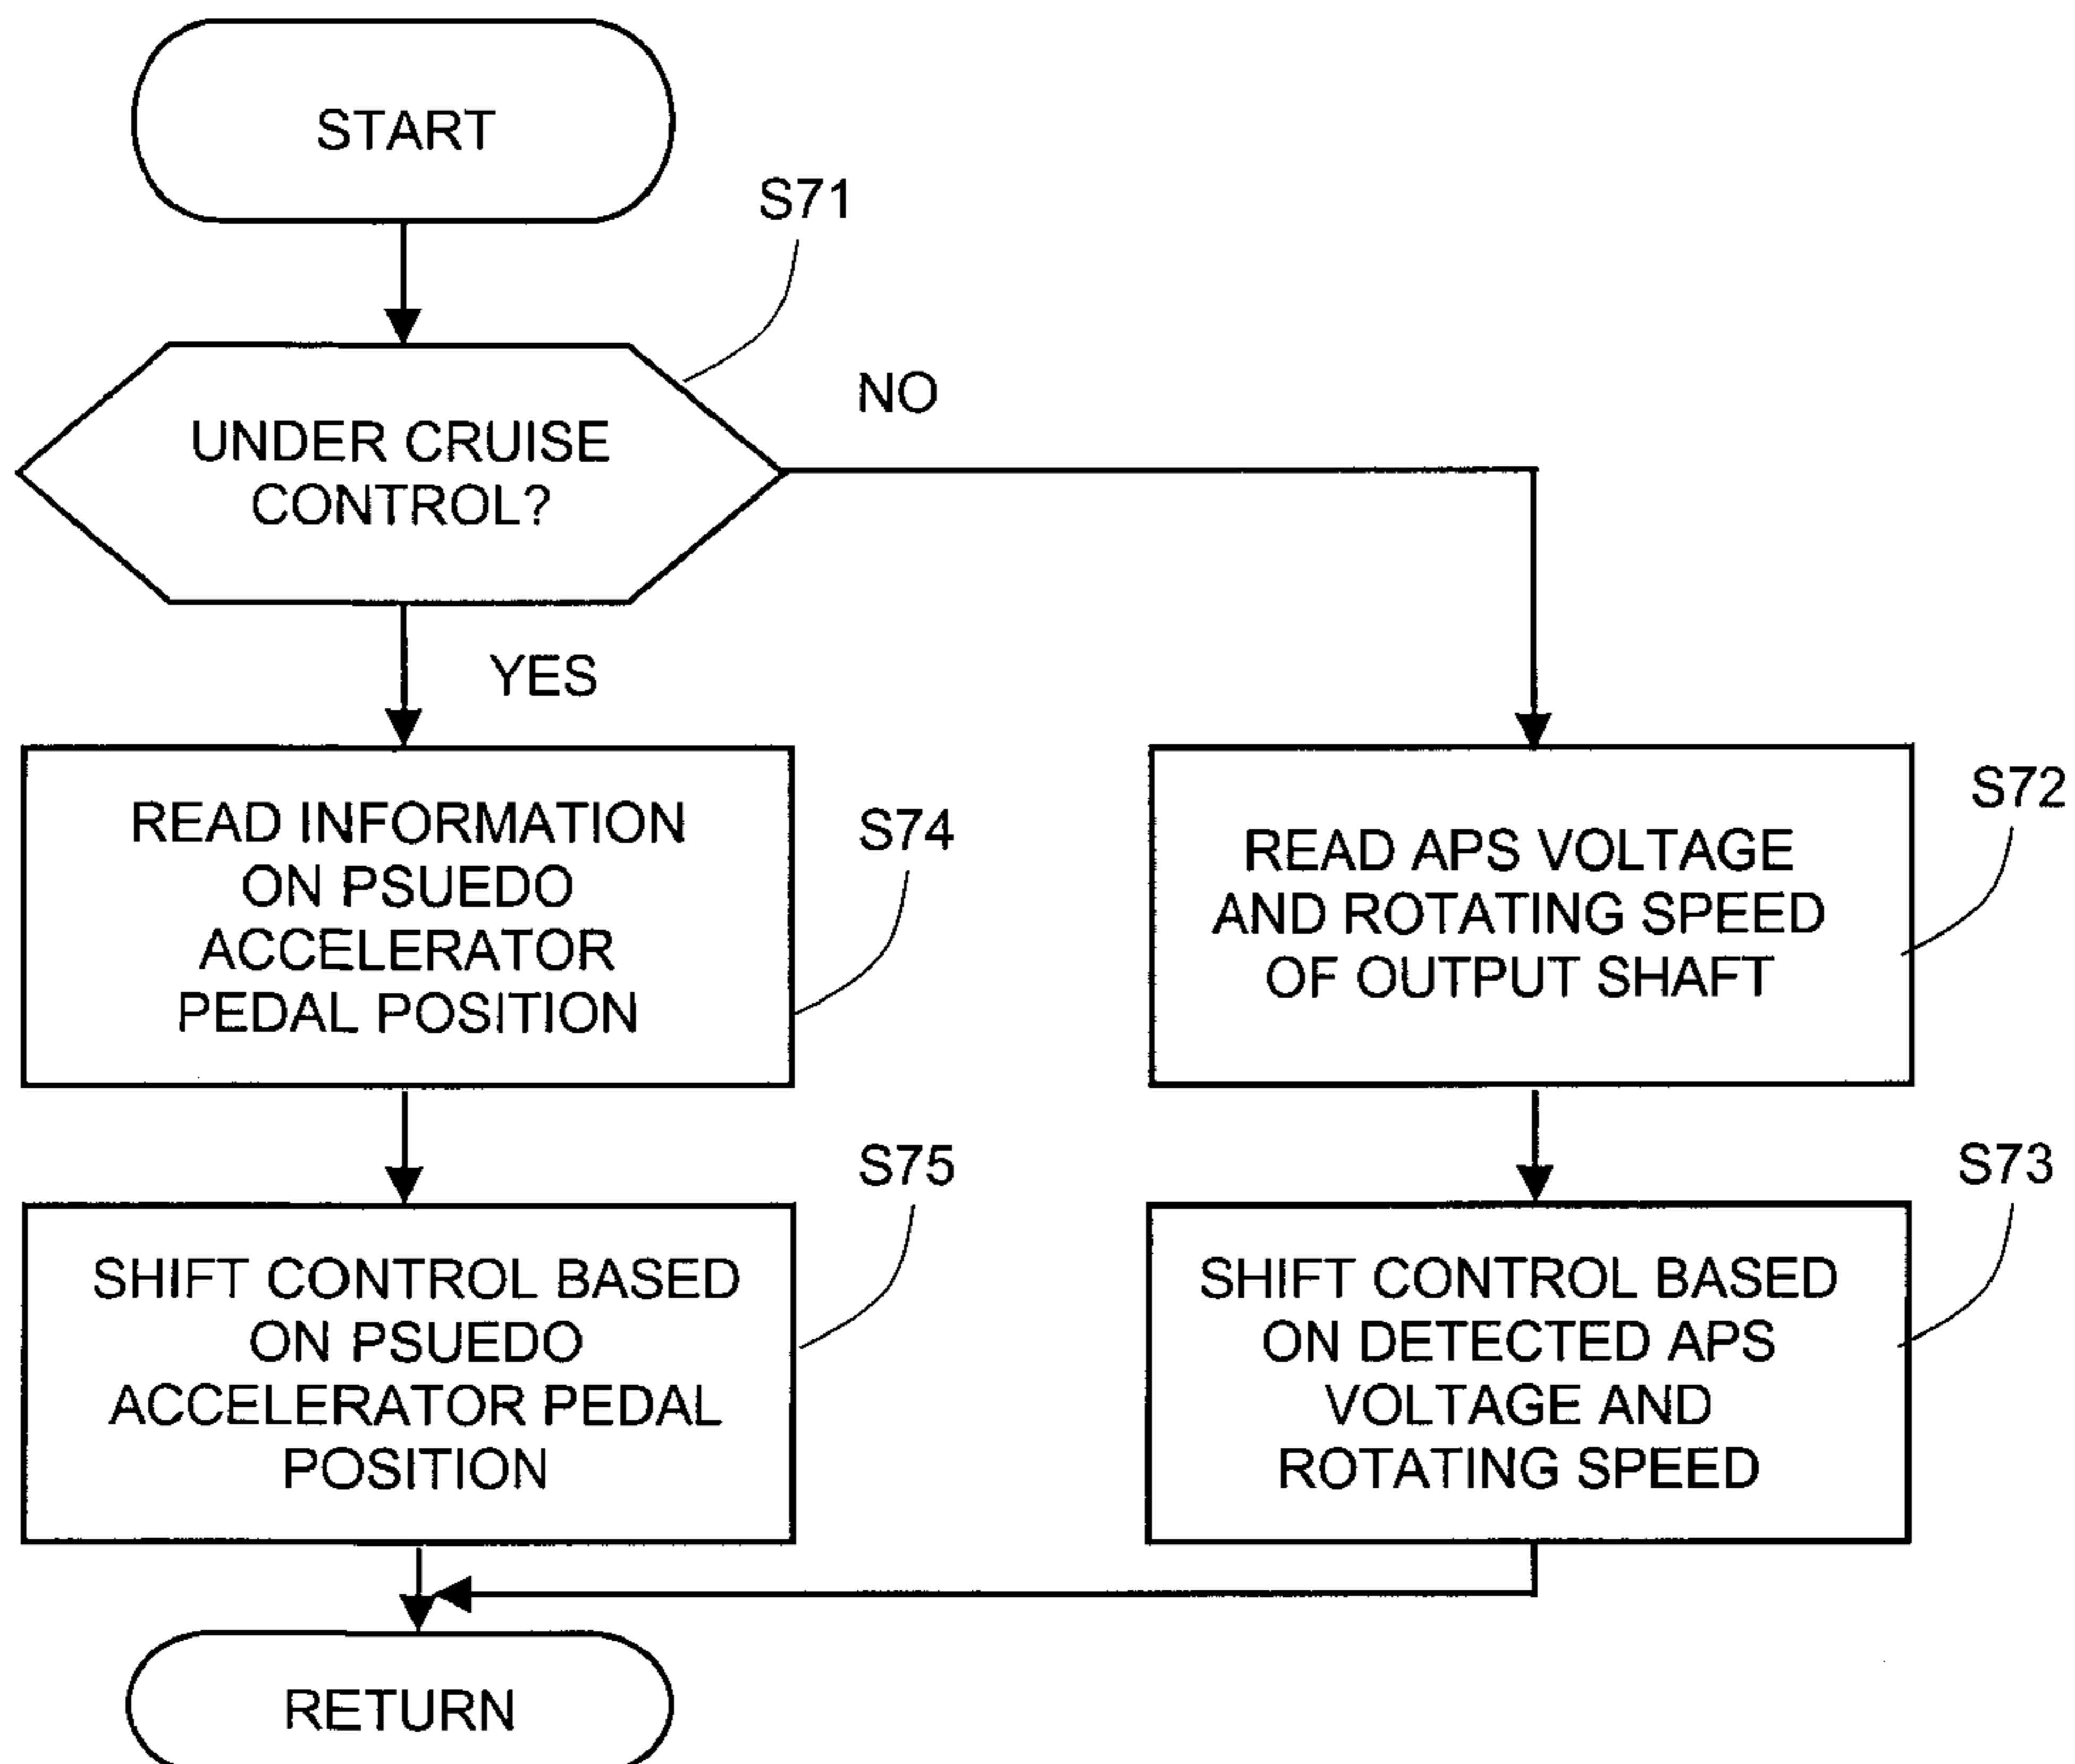 START
S71
UNDER CRUISE
CONTROL?
NO
YES
READ INFORMATION
ON PSUEDO
ACCELERATOR
PEDAL POSITION
S74
READ APS VOLTAGE
AND ROTATING SPEED
OF OUTPUT SHAFT
S72
SHIFT CONTROL BASED
ON PSUEDO
ACCELERATOR PEDAL
POSITION
S75
SHIFT CONTROL BASED
ON DETECTED APS
VOLTAGE AND
ROTATING SPEED
S73
RETURN